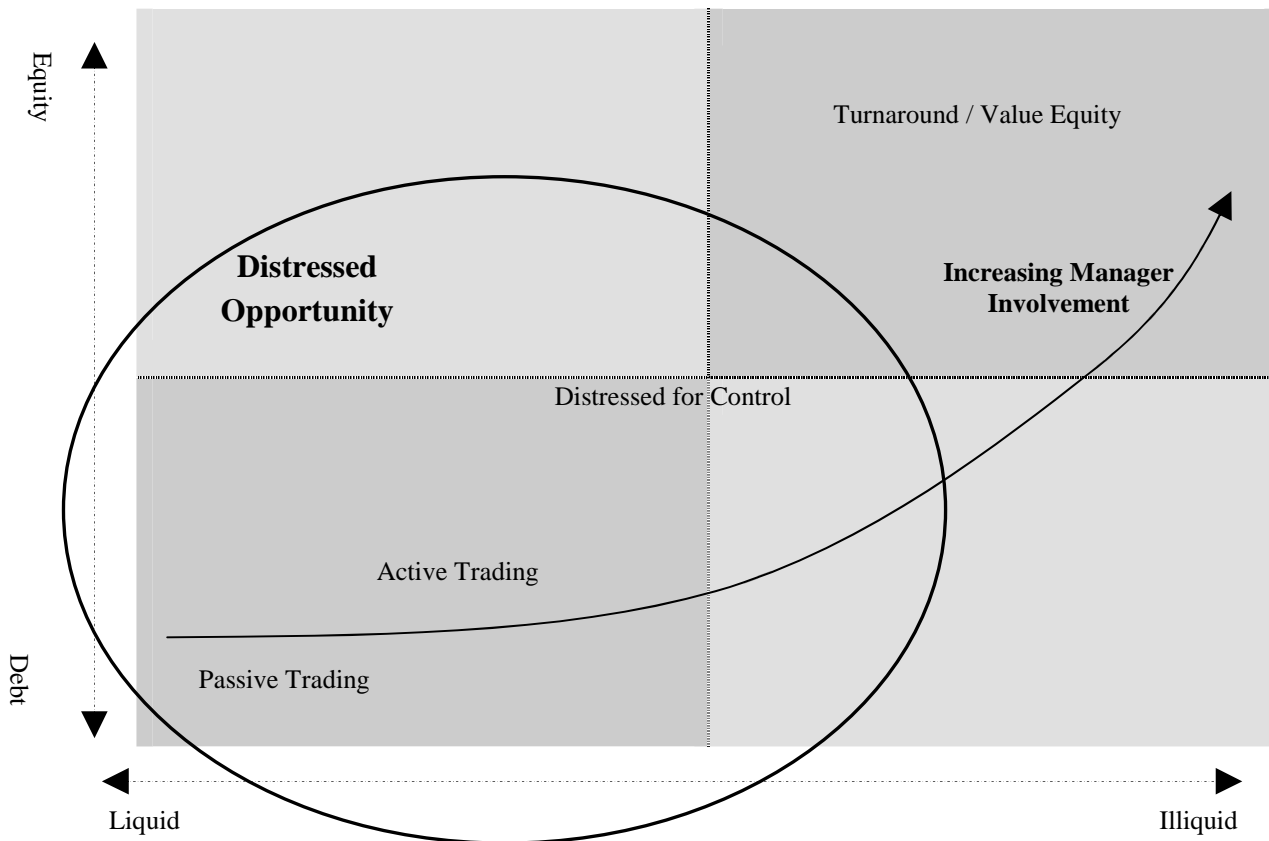 Equity
Turnaround / Value Equity
Distressed
Opportunity
Increasing Manager
Involvement
Distressed for Control
Active Trading
Passive Trading
Debt
Liquid
Illiquid